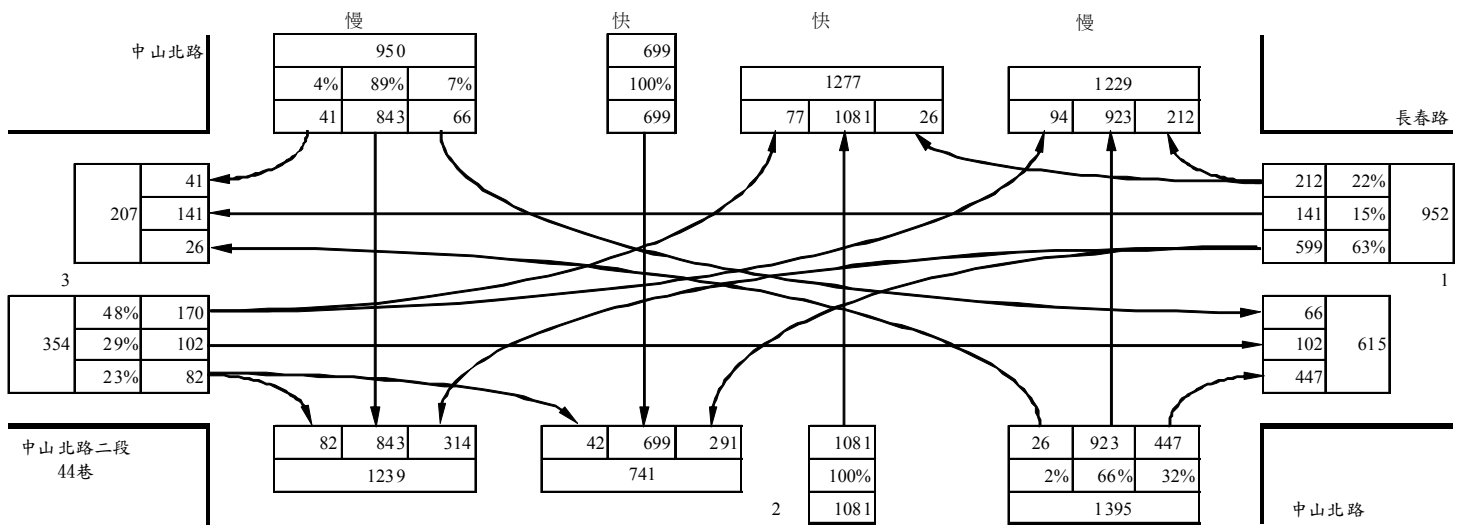 慢 快 快 慢
中山北路 950 699
4% 89% 7% 100% 1277 1229
41 843 66 699 77 1081 26 94 923 212 長春路
41 212 22%
207 141 141 15% 952
26 599 63%
3 1
48% 170 66
354 29% 102 102 615
23% 82 447
中山北路二段 82 843 314 42 699 291 1081 26 923 447
44巷 1239 741 100% 2% 66% 32%
2 1081 1395 中山北路